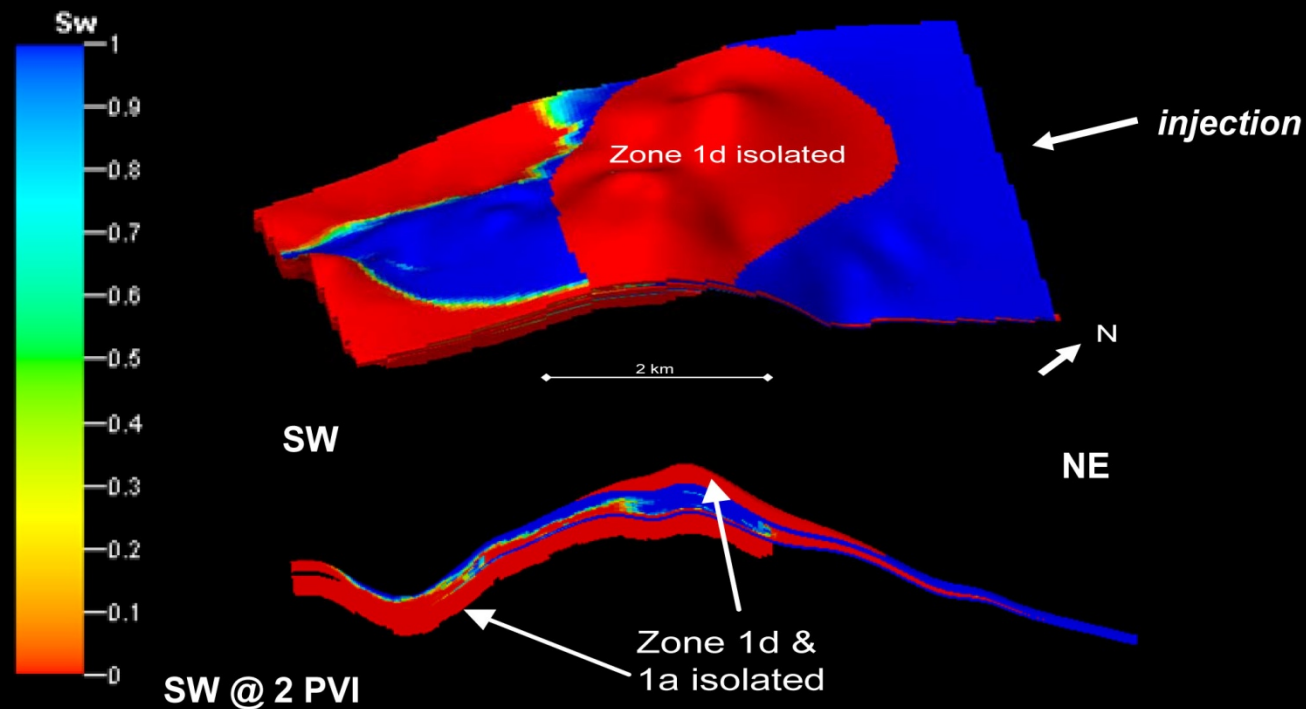 Sw
1
0.9
0.8
0.7
0.6
0.5
0.4
0.3
0.2
0.1
0
Zone 1d isolated
injection
N
2 km
SW
NE
Zone 1d &
1a isolated
SW @ 2 PVI